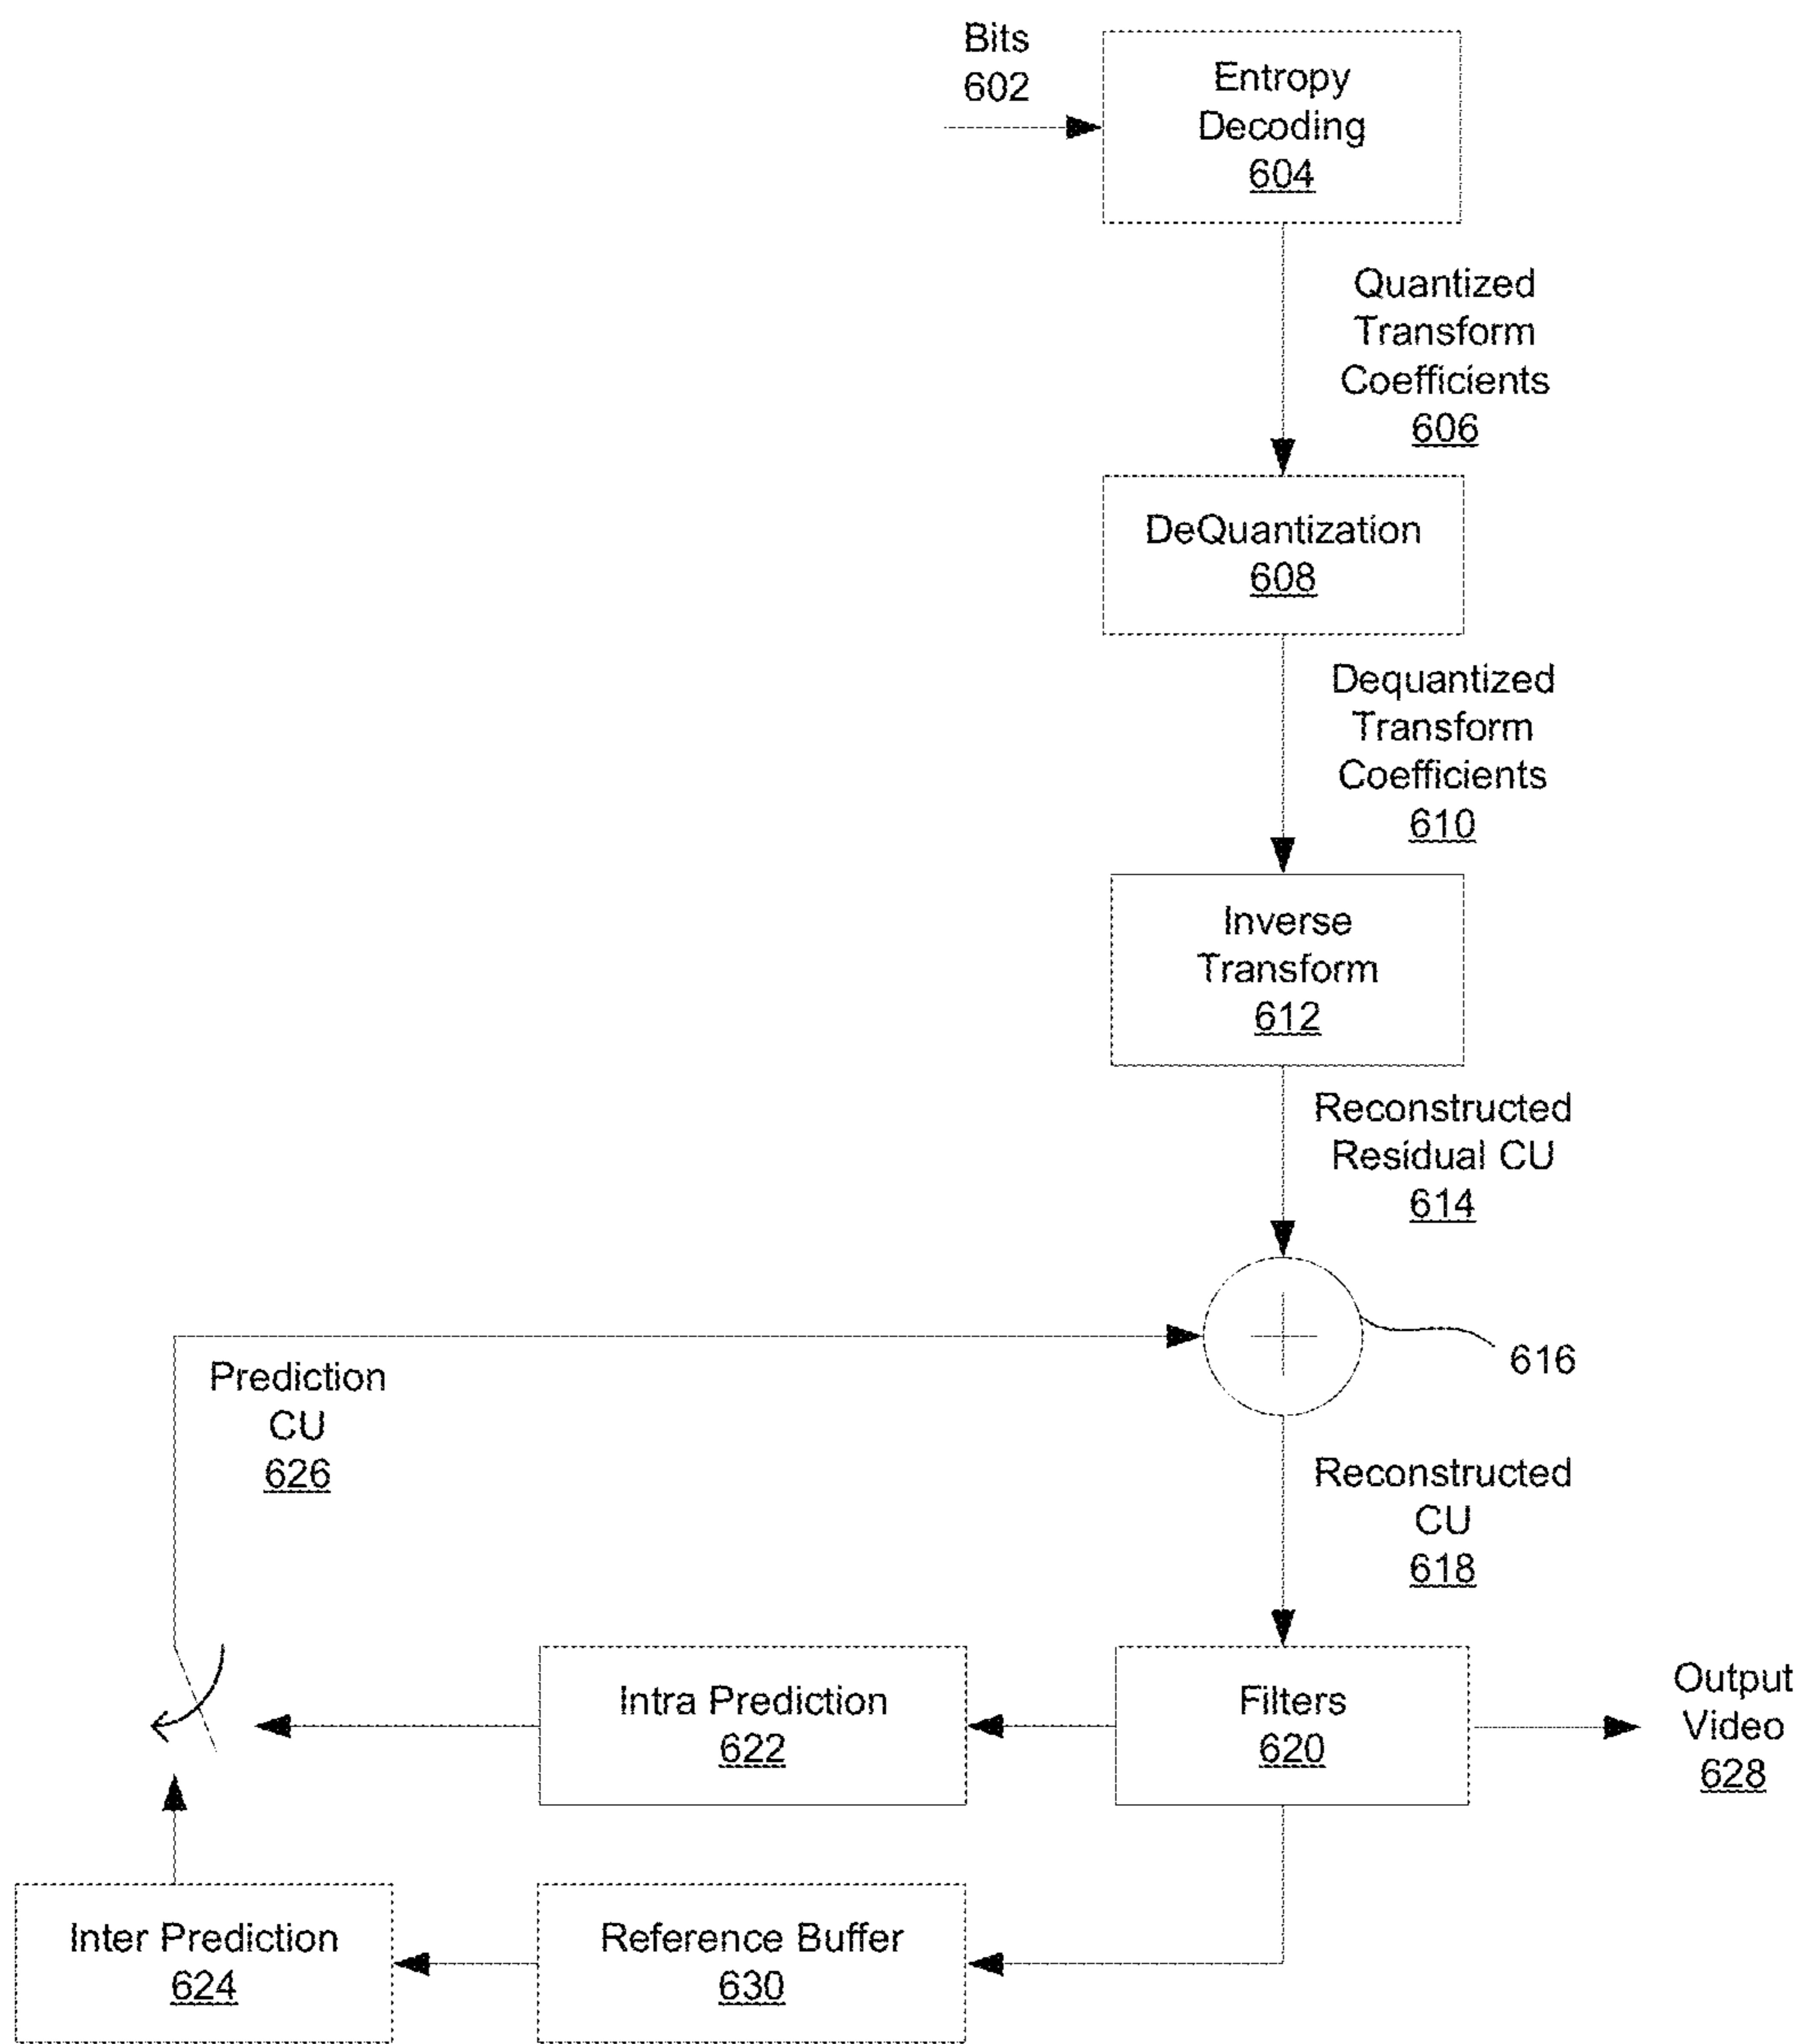 Bits
602
Entropy
Decoding
604
Quantized
Transform
Coefficients
606
DeQuantization
608
Dequantized
Transform
Coefficients
610
Inverse
Transform
612
Reconstructed
Residual CU
614
616
Prediction
CU
626
Reconstructed
CU
618
Intra Prediction
622
Filters
620
Output
Video
628
Inter Prediction
624
Reference Buffer
630